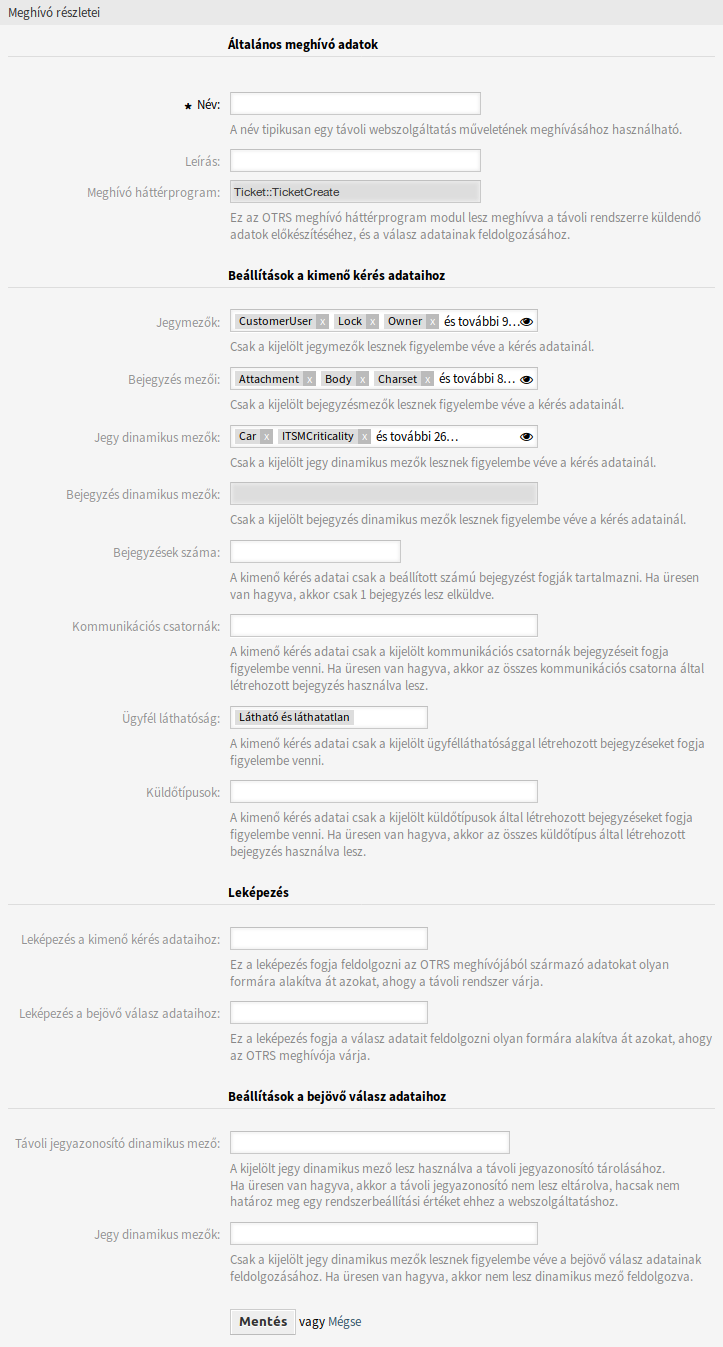 Meghívó részletei
Általános meghívó adatok
★ Név:
A név tipikusan egy távoli webszolgáltatás műveletének meghívásához használható.
Leírás:
Meghívó háttérprogram: Ticket::TicketCreate
Ez az OTRS meghívó háttérprogram modul lesz meghívva a távoli rendszerre küldendő
adatok előkészítéséhez, és a válasz adatainak feldolgozásához.
Beállítások a kimenő kérés adataihoz
Jegymezők: CustomerUser x Lock x Owner x és további 9…
Csak a kijelölt jegymezők lesznek figyelembe véve a kérés adatainál.
Bejegyzés mezői: Attachment x Body x Charset x és további 8…
Csak a kijelölt bejegyzésmezők lesznek figyelembe véve a kérés adatainál.
Jegy dinamikus mezők: Car x ITSMCriticality x és további 26…
Csak a kijelölt jegy dinamikus mezők lesznek figyelembe véve a kérés adatainál.
Bejegyzés dinamikus mezők:
Csak a kijelölt bejegyzés dinamikus mezők lesznek figyelembe véve a kérés adatainál.
Bejegyzések száma:
A kimenő kérés adatai csak a beállított számú bejegyzést fogják tartalmazni. Ha üresen
van hagyva, akkor csak 1 bejegyzés lesz elküldve.
Kommunikációs csatornák:
A kimenő kérés adatai csak a kijelölt kommunikációs csatornák bejegyzéseit fogja
figyelembe venni. Ha üresen van hagyva, akkor az összes kommunikációs csatorna által
létrehozott bejegyzés használva lesz.
Ügyfél láthatóság: Látható és láthatatlan
A kimenő kérés adatai csak a kijelölt ügyfélláthatósággal létrehozott bejegyzéseket fogja
figyelembe venni.
Küldőtípusok:
A kimenő kérés adatai csak a kijelölt küldőtípusok által létrehozott bejegyzéseket fogja
figyelembe venni. Ha üresen van hagyva, akkor az összes küldőtípus által létrehozott
bejegyzés használva lesz.
Leképezés
Leképezés a kimenő kérés adataihoz:
Ez a leképezés fogja feldolgozni az OTRS meghívójából származó adatokat olyan
formára alakítva át azokat, ahogy a távoli rendszer várja.
Leképezés a bejövő válasz adataihoz:
Ez a leképezés fogja a válasz adatait feldolgozni olyan formára alakítva át azokat, ahogy
az OTRS meghívója várja.
Beállítások a bejövő válasz adataihoz
Távoli jegyazonosító dinamikus mező:
A kijelölt jegy dinamikus mező lesz használva a távoli jegyazonosító tárolásához.
Ha üresen van hagyva, akkor a távoli jegyazonosító nem lesz eltárolva, hacsak nem
határoz meg egy rendszerbeállítási értéket ehhez a webszolgáltatáshoz.
Jegy dinamikus mezők:
Csak a kijelölt jegy dinamikus mezők lesznek figyelembe véve a bejövő válasz adatainak
feldolgozásához. Ha üresen van hagyva, akkor nem lesz dinamikus mező feldolgozva.
Mentés vagy Mégse